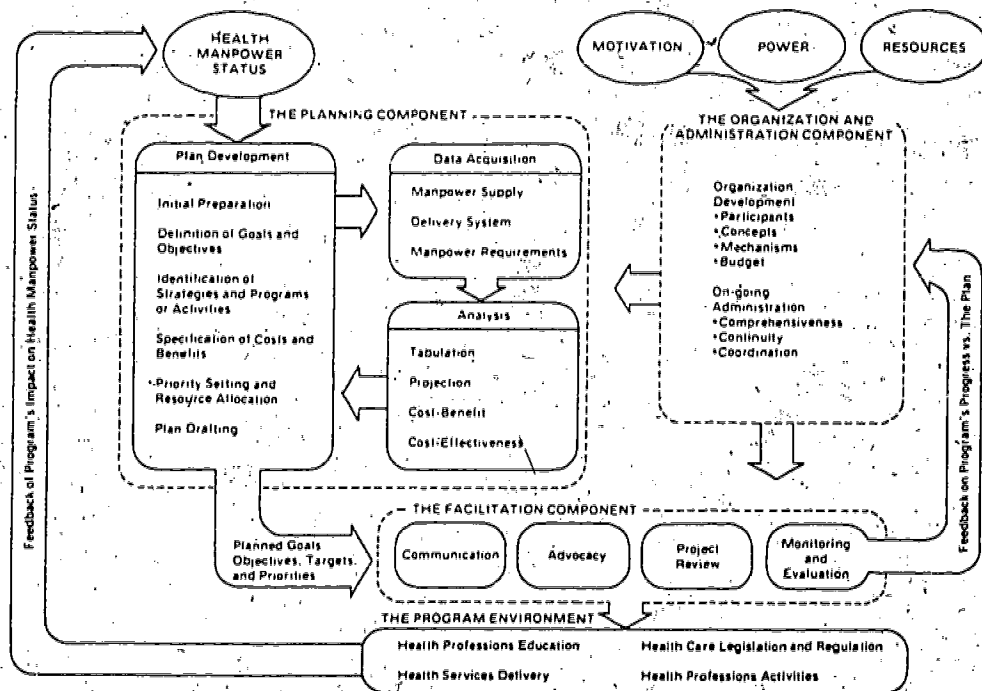 HEALTH
MANPOWER
STATUS
MOTIVATION
POWER
RESOURCES
THE PLANNING COMPONENT
Plan Development
Initial Preparation
Definition of Goals and
Objectives
Identification of
Strategies and Programs
or Activities
Specification of Costs and
Benefits
Priority Setting and
Resource Allocation
Plan Drafting
Data Acquisition
Manpower Supply
Delivery System
Manpower Requirements
Analysis
Tabulation
Projection
Cost-Benefit
Cost-Effectiveness
THE ORGANIZATION AND
ADMINISTRATION COMPONENT
Organization
Development
•Participants
•Concepts
•Mechanisms
•Budget
On-going
Administration
•Comprehensiveness
•Continuity
•Coordination
Feedback of Program's Impact on Health Manpower Status
Feedback on Program's Progress vs. The Plan
Planned Goals
Objectives, Targets,
and Priorities
THE FACILITATION COMPONENT
Communication
Advocacy
Project
Review
Monitoring
and
Evaluation
THE PROGRAM ENVIRONMENT
Health Professions Education
Health Care Legislation and Regulation
Health Services Delivery
Health Professions Activities